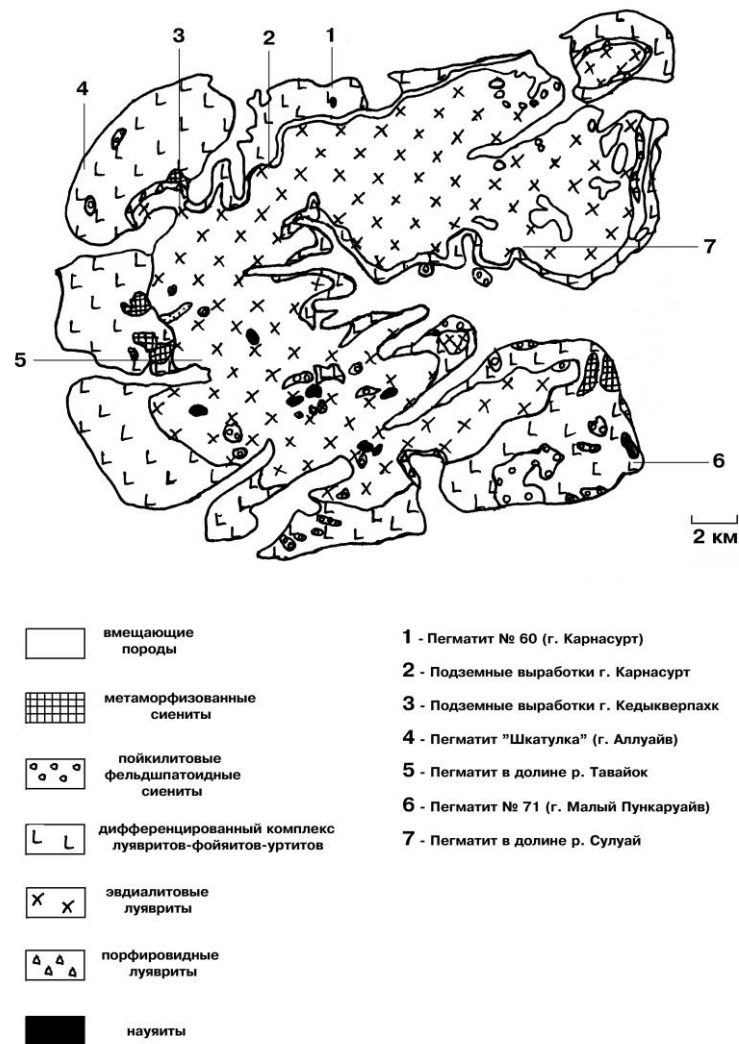 1
2
3
4
7
5
6
2 км
вмещающие
породы
метаморфизованные
сиениты
пойкилитовые
фельдшпатоидные
сиениты
дифференцированный комплекс
луявритов-фойяитов-уртитов
эвдиалитовые
луявриты
порфировидные
луявриты
науяиты
1 - Пегматит № 60 (г. Карнасурт)
2 - Подземные выработки г. Карнасурт
3 - Подземные выработки г. Кедыкверпахк
4 - Пегматит "Шкатулка" (г. Аллуайв)
5 - Пегматит в долине р. Тавайок
6 - Пегматит № 71 (г. Малый Пункаруайв)
7 - Пегматит в долине р. Сулуай